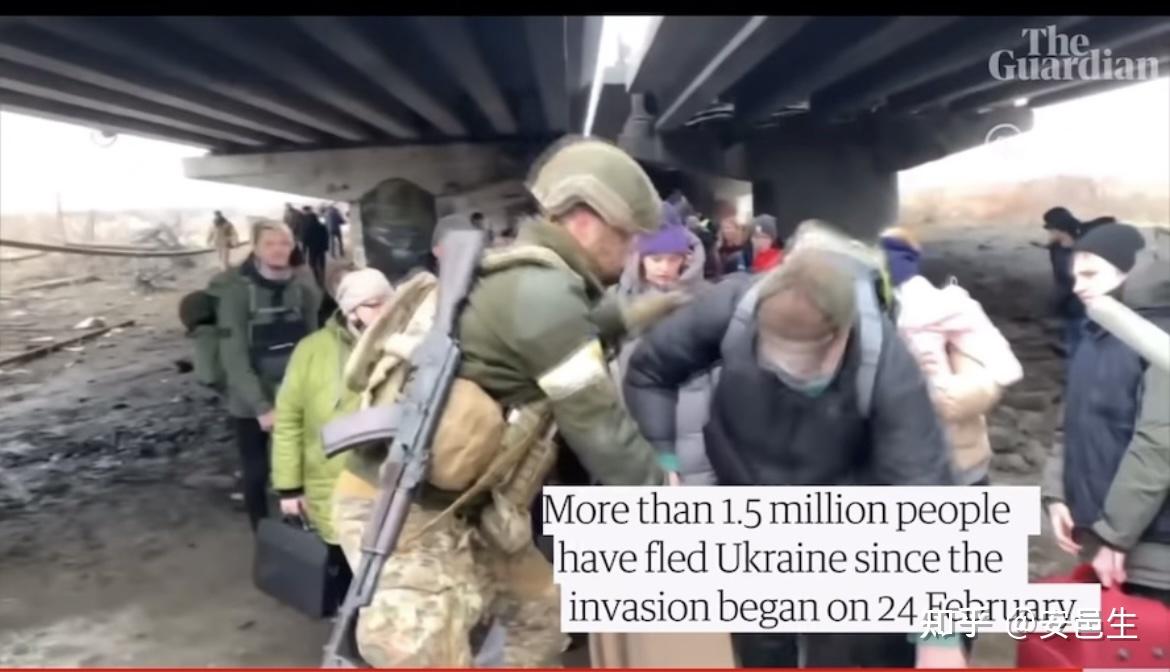 The
Guardian
More than 1.5 million people
have fled Ukraine since the
invasion began on 24 February
知乎 @安邑生